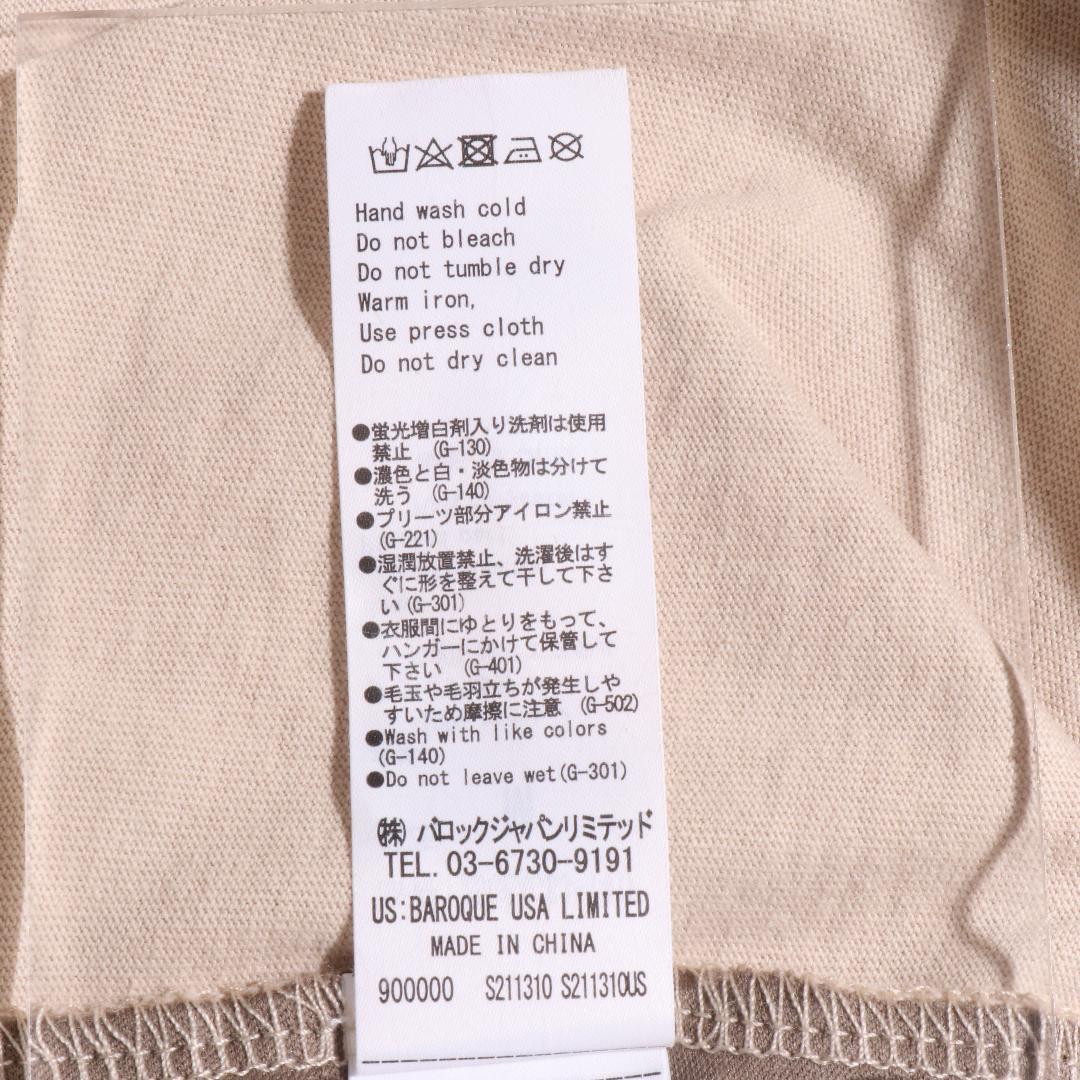 Hand wash cold
Do not bleach
Do not tumble dry
Warm iron,
Use press cloth
Do not dry clean
●蛍光増白剤入り洗剤は使用
禁止 (G-130)
●濃色と白・淡色物は分けて
洗う (G-140)
●プリーツ部分アイロン禁止
(G-221)
●湿潤放置禁止、洗濯後はす
ぐに形を整えて干して下さ
い (G-301)
●衣服間にゆとりをもって、
ハンガーにかけて保管して
下さい (G-401)
●毛玉や毛羽立ちが発生しや
すいため摩擦に注意 (G-502)
●Wash with like colors
(G-140)
●Do not leave wet(G-301)
㈱ バロックジャパンリミテッド
TEL. 03-6730-9191
US:BAROQUE USA LIMITED
MADE IN CHINA
900000 S211310 S211310US